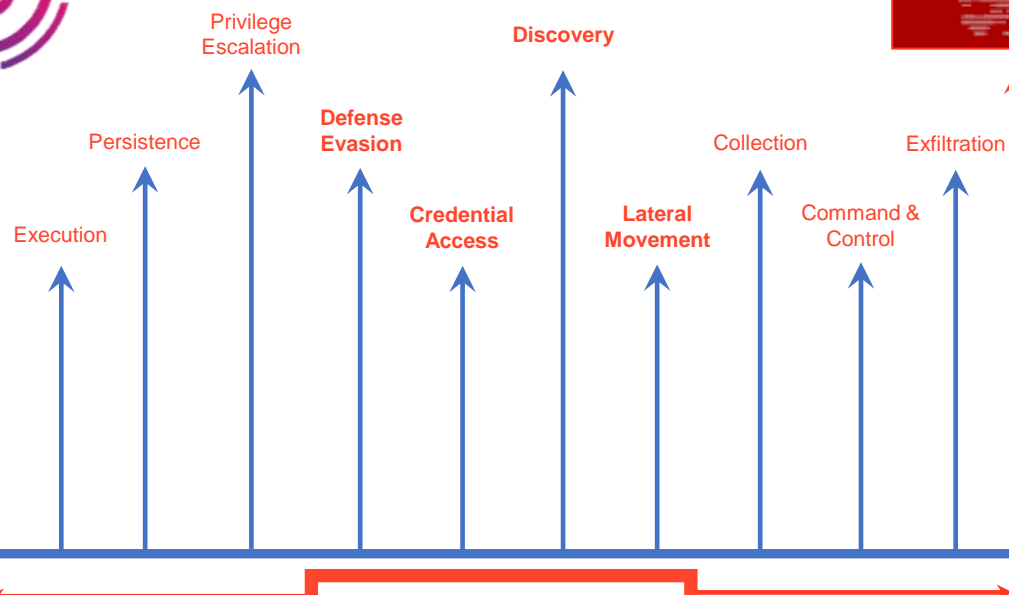 Privilege
Escalation
Discovery
Defense
Evasion
Persistence
Collection
Exfiltration
Credential
Access
Lateral
Movement
Command &
Control
Execution